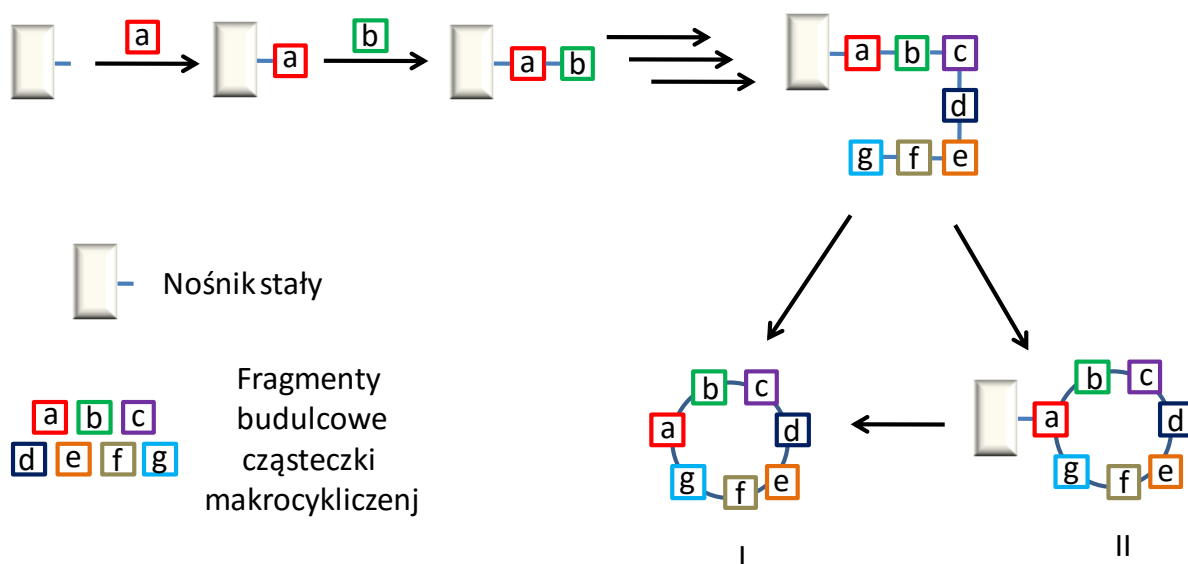 a
b
a
a b
a b c
d
g f e
Nośnik stały
Fragmenty
budulcowe
cząsteczki
makrocykliczenj
a b c
d e f g
b c
a d
g f e
I
b c
a d
g f e
II